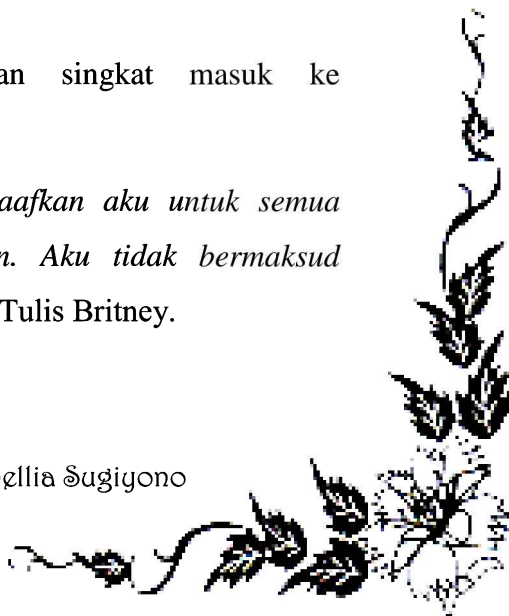 an singkat masuk ke
aafkan aku untuk semua
n. Aku tidak bermaksud
Tulis Britney.
ellia Sugiyono